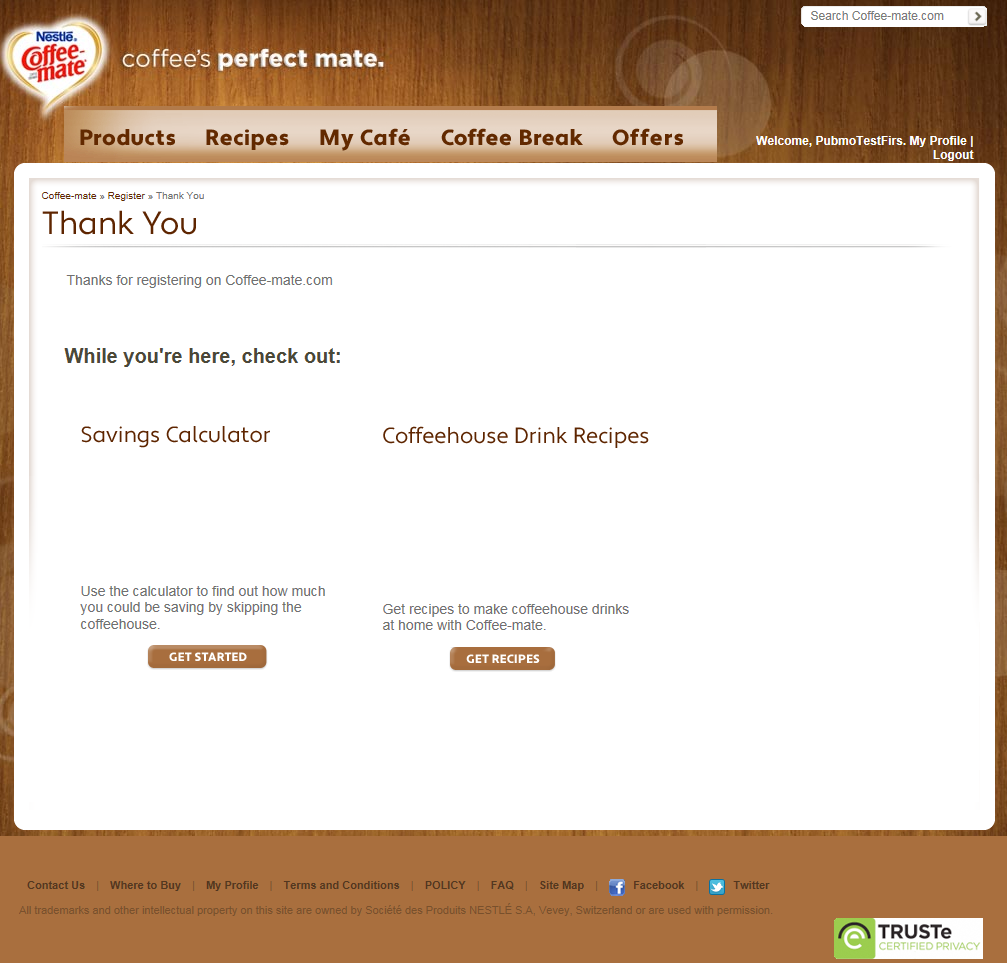 Search Coffee-mate.com
Nestlé®
Coffee-
mate®
coffee's perfect mate.
Products Recipes My Café Coffee Break Offers
Welcome, PubmoTestFirs. My Profile |
Logout
Coffee-mate » Register » Thank You
Thank You
Thanks for registering on Coffee-mate.com
While you're here, check out:
Savings Calculator
Use the calculator to find out how much
you could be saving by skipping the
coffeehouse.
GET STARTED
Coffeehouse Drink Recipes
Get recipes to make coffeehouse drinks
at home with Coffee-mate.
GET RECIPES
Contact Us | Where to Buy | My Profile | Terms and Conditions | POLICY | FAQ | Site Map | Facebook | Twitter
All trademarks and other intellectual property on this site are owned by Société des Produits NESTLÉ S.A, Vevey, Switzerland or are used with permission.
TRUSTe
CERTIFIED PRIVACY